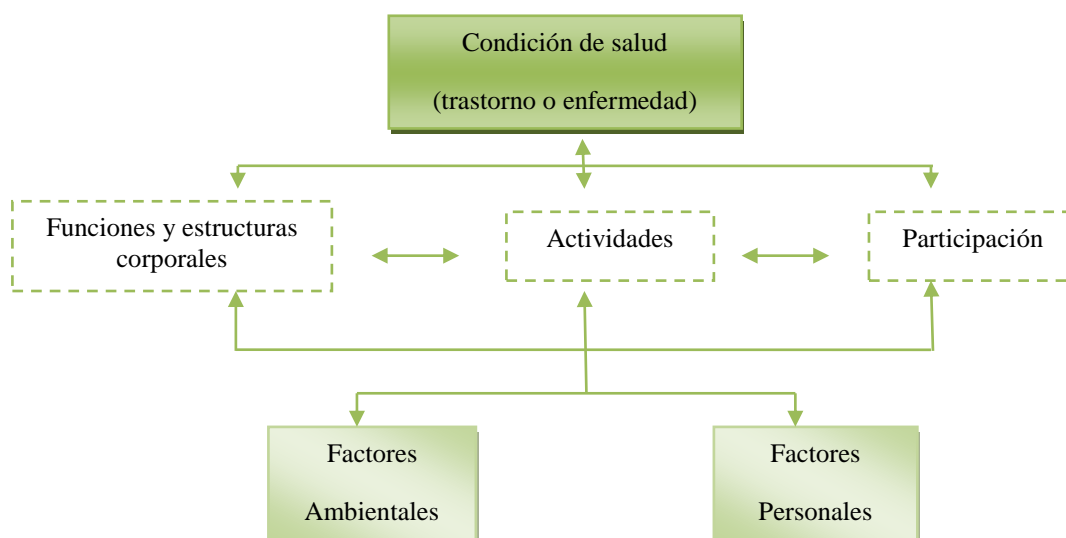 Condición de salud
(trastorno o enfermedad)
Funciones y estructuras
corporales
Actividades
Participación
Factores
Ambientales
Factores
Personales